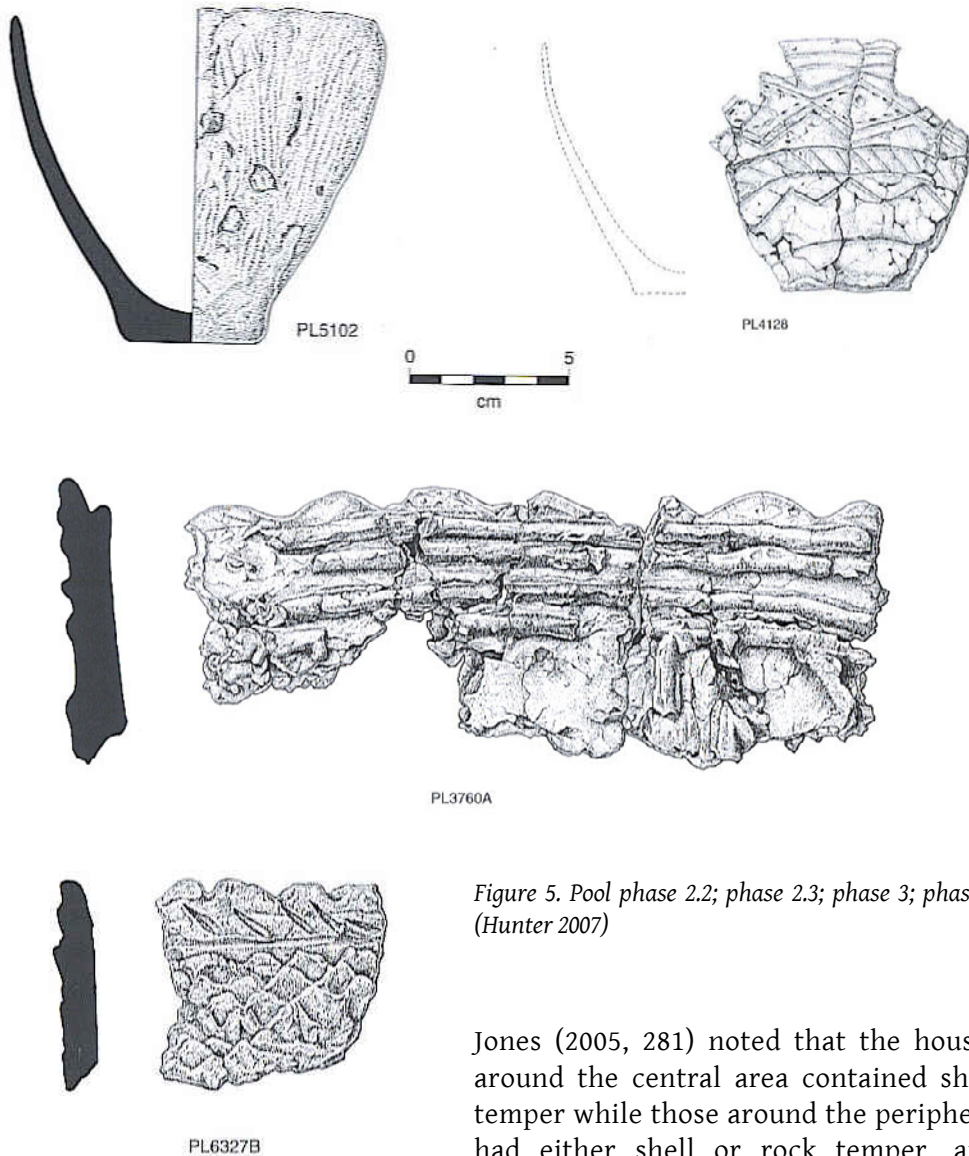 PL5102
PL4128
0 5
cm
PL3760A
PL6327B
Figure 5. Pool phase 2.2; phase 2.3; phase 3; phas
(Hunter 2007)
Jones (2005, 281) noted that the hous
around the central area contained sh
temper while those around the periphe
had either shell or rock temper, a